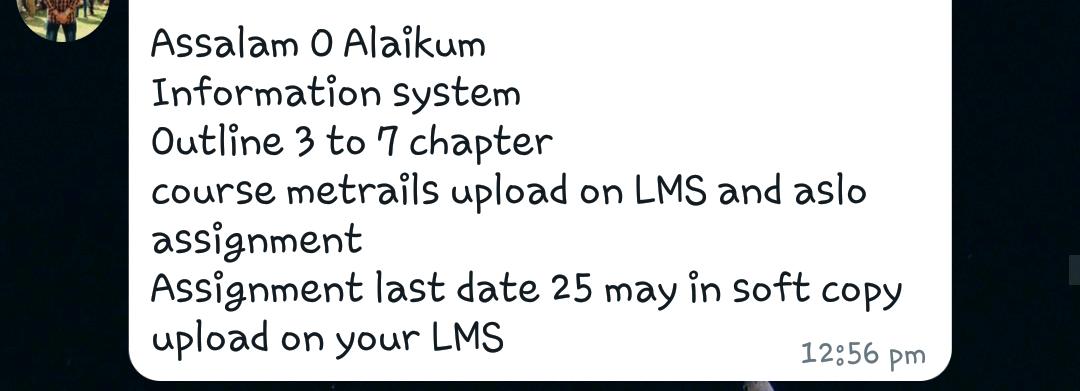 Assalam O Alaikum
Information system
Outline 3 to 7 chapter
course metrails upload on LMS and aslo
assignment
Assignment last date 25 may in soft copy
upload on your LMS
12:56 pm